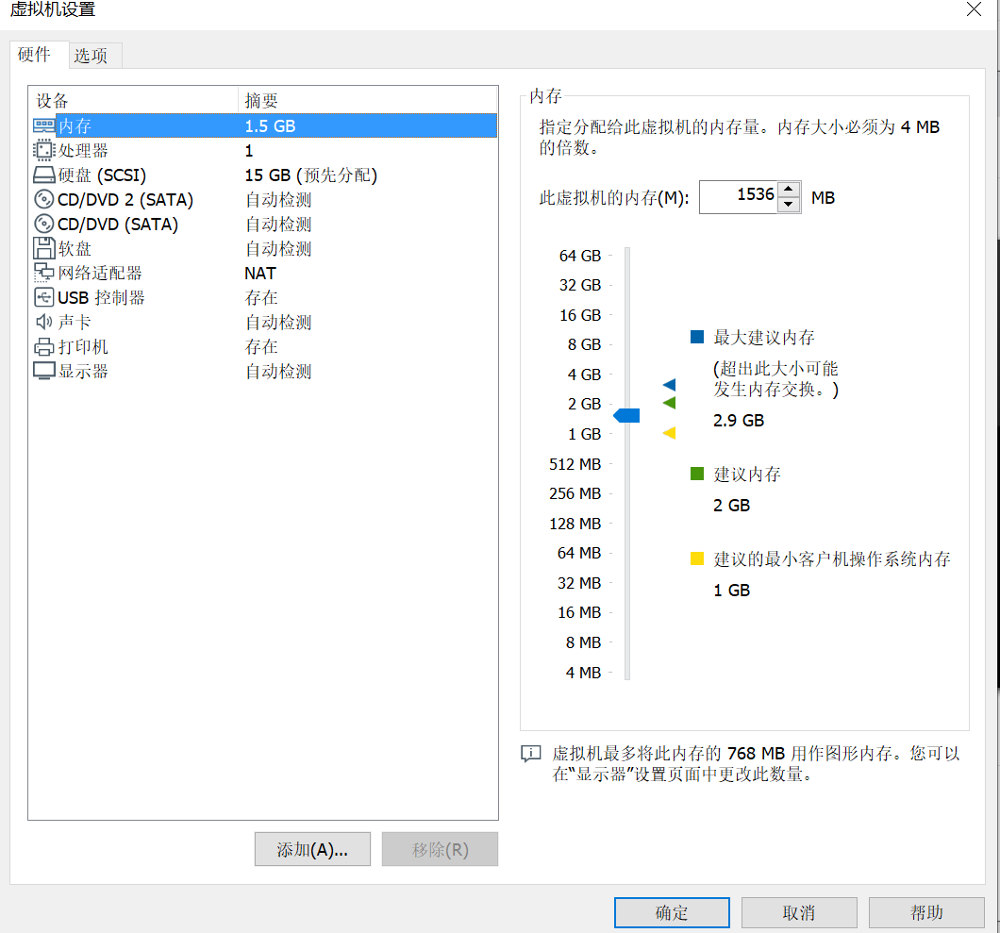 虚拟机设置
硬件 选项
设备 摘要
内存 1.5 GB
处理器 1
硬盘 (SCSI) 15 GB (预先分配)
CD/DVD 2 (SATA) 自动检测
CD/DVD (SATA) 自动检测
软盘 自动检测
网络适配器 NAT
USB 控制器 存在
声卡 自动检测
打印机 存在
显示器 自动检测
添加(A)... 移除(R)
内存
指定分配给此虚拟机的内存量。内存大小必须为 4 MB
的倍数。
此虚拟机的内存(M): 1536 MB
64 GB
32 GB
16 GB
8 GB
4 GB
2 GB
1 GB
512 MB
256 MB
128 MB
64 MB
32 MB
16 MB
8 MB
4 MB
最大建议内存
(超出此大小可能
发生内存交换。)
2.9 GB
建议内存
2 GB
建议的最小客户机操作系统内存
1 GB
虚拟机最多将此内存的 768 MB 用作图形内存。您可以
在“显示器”设置页面中更改此数量。
确定 取消 帮助